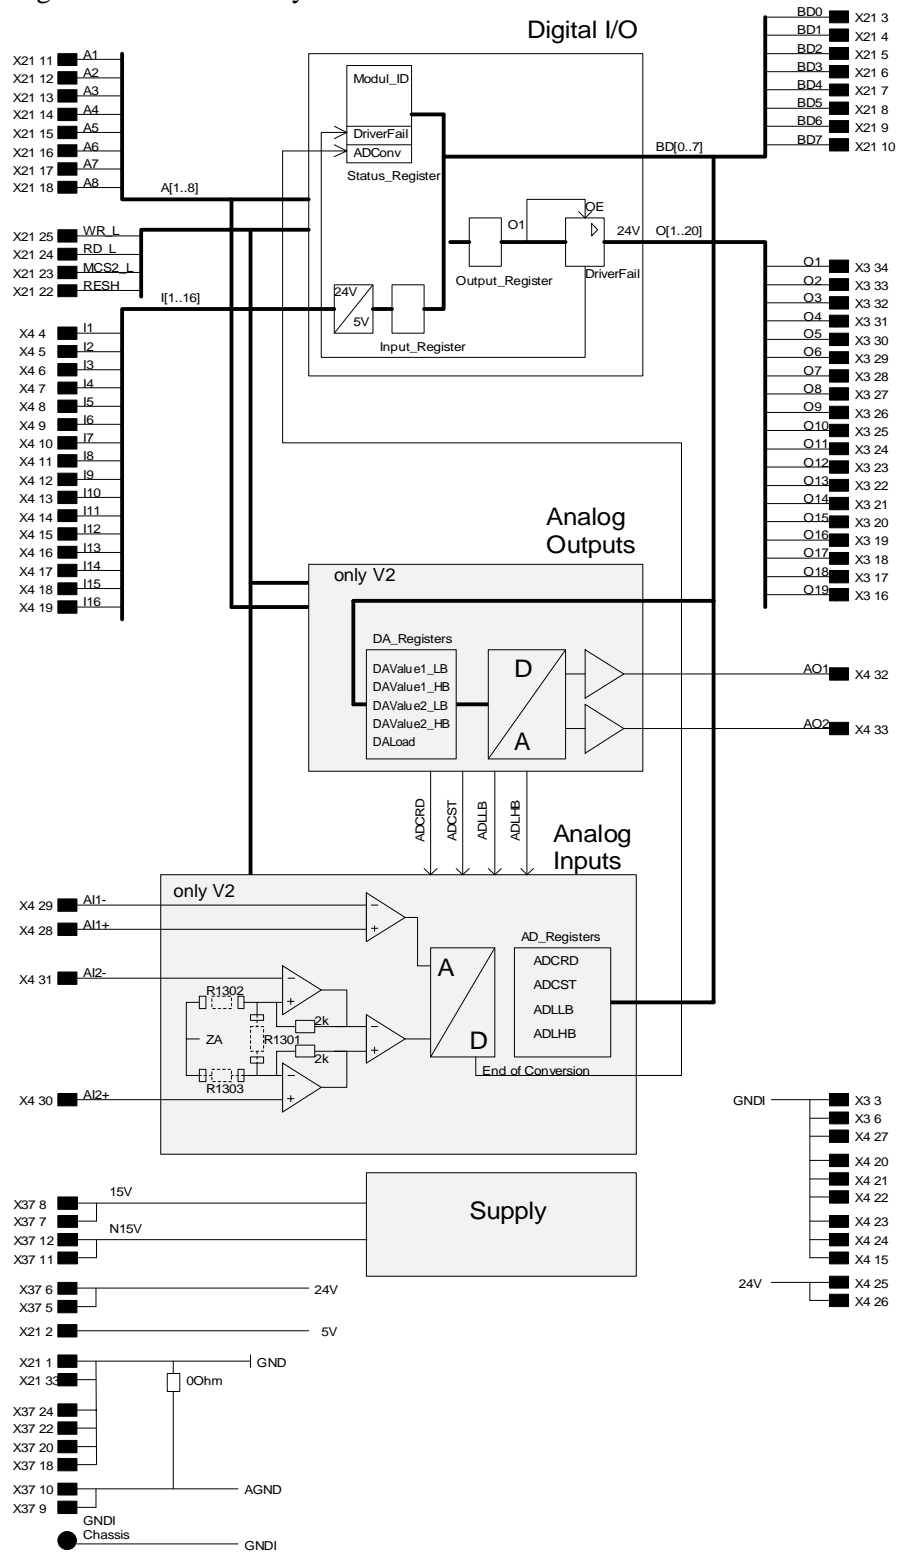 Digital I/O
BD0 X21 3
BD1 X21 4
BD2 X21 5
BD3 X21 6
BD4 X21 7
BD5 X21 8
BD6 X21 9
BD7 X21 10
X21 11 A1
X21 12 A2
X21 13 A3
X21 14 A4
X21 15 A5
X21 16 A6
X21 17 A7
X21 18 A8
A[1..8]
Modul_ID
DriverFail
ADConv
Status_Register
BD[0..7]
X21 25 WR_L
X21 24 RD_L
X21 23 MCS2_L
X21 22 RESH
I[1..16]
O1
OE
24V
O[1..20]
Output_Register
DriverFail
24V
5V
Input_Register
X4 4 I1
X4 5 I2
X4 6 I3
X4 7 I4
X4 8 I5
X4 9 I6
X4 10 I7
X4 11 I8
X4 12 I9
X4 13 I10
X4 14 I11
X4 15 I12
X4 16 I13
X4 17 I14
X4 18 I15
X4 19 I16
O1 X3 34
O2 X3 33
O3 X3 32
O4 X3 31
O5 X3 30
O6 X3 29
O7 X3 28
O8 X3 27
O9 X3 26
O10 X3 25
O11 X3 24
O12 X3 23
O13 X3 22
O14 X3 21
O15 X3 20
O16 X3 19
O17 X3 18
O18 X3 17
O19 X3 16
Analog
Outputs
only V2
DA_Registers
DAValue1_LB
DAValue1_HB
DAValue2_LB
DAValue2_HB
DALoad
D
A
AO1 X4 32
AO2 X4 33
ADCRD
ADCST
ADLLB
ADLHB
Analog
Inputs
only V2
X4 29 AI1-
X4 28 AI1+
X4 31 AI2-
X4 30 AI2+
R1302
ZA
R1301
R1303
2k
2k
A
D
AD_Registers
ADCRD
ADCST
ADLLB
ADLHB
End of Conversion
GNDI
X3 3
X3 6
X4 27
X4 20
X4 21
X4 22
X4 23
X4 24
X4 15
24V
X4 25
X4 26
X37 8 15V
X37 7
X37 12 N15V
X37 11
Supply
X37 6 24V
X37 5
X21 2 5V
X21 1 GND
X21 33 0Ohm
X37 24
X37 22
X37 20
X37 18
X37 10 AGND
X37 9
GNDI
Chassis
GNDI